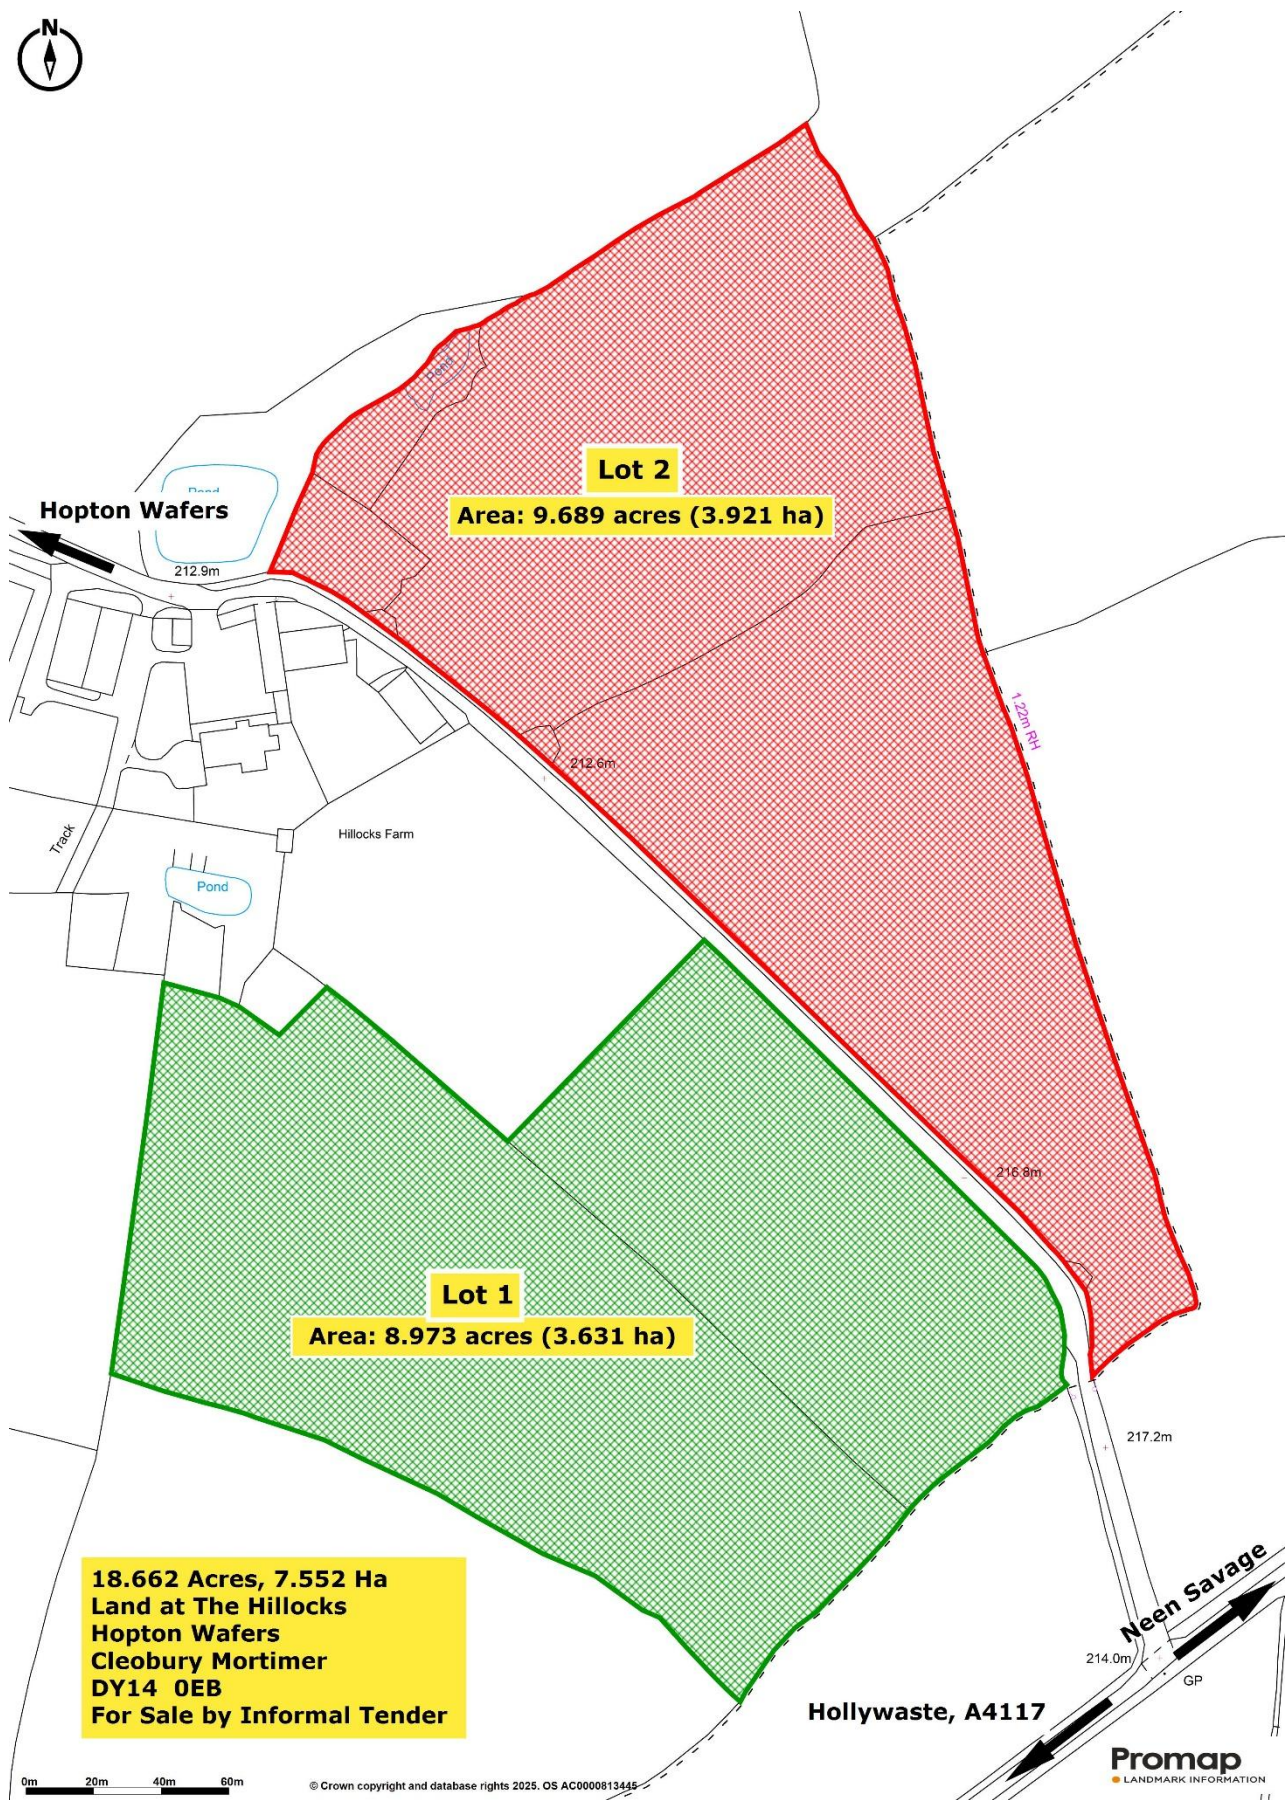 N
Pond
Lot 2
Area: 9.689 acres (3.921 ha)
Pond
Hopton Wafers
212.9m
1.22m RH
212.6m
Hillocks Farm
Track
Pond
216.8m
Lot 1
Area: 8.973 acres (3.631 ha)
217.2m
Neen Savage
214.0m
GP
Hollywaste, A4117
18.662 Acres, 7.552 Ha
Land at The Hillocks
Hopton Wafers
Cleobury Mortimer
DY14 0EB
For Sale by Informal Tender
0m 20m 40m 60m
© Crown copyright and database rights 2025. OS AC0000813445
Promap
LANDMARK INFORMATION